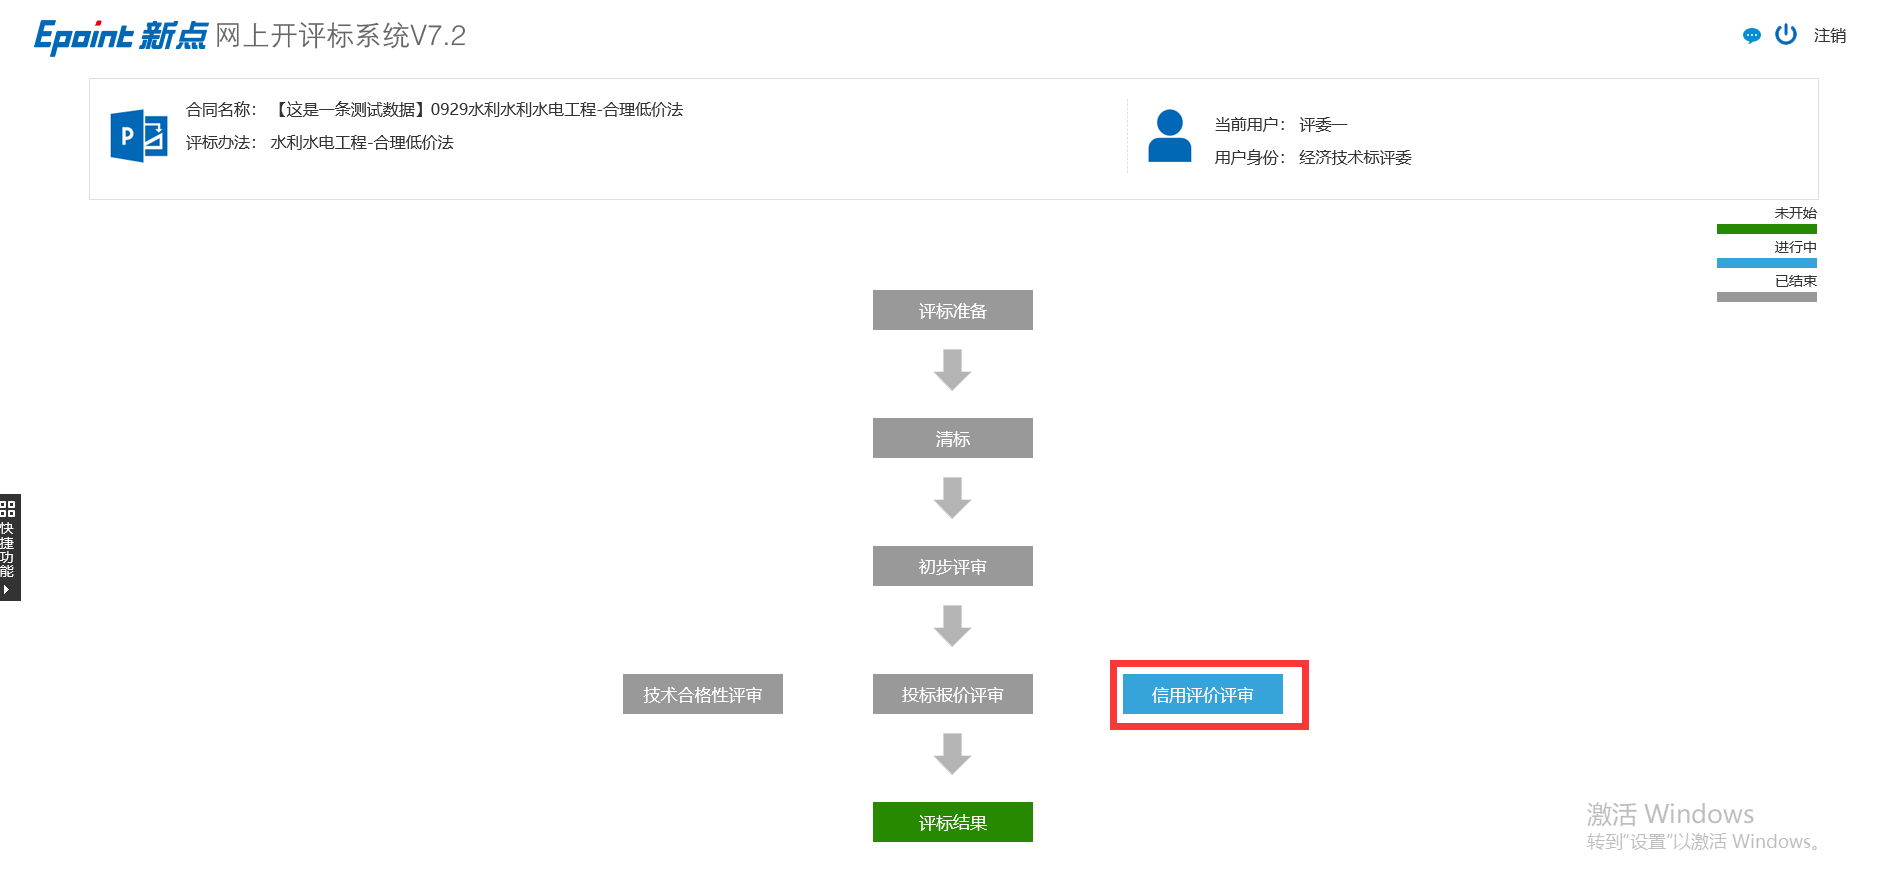 Epoint 新点 网上开评标系统V7.2
注销
合同名称： 【这是一条测试数据】0929水利水利水电工程-合理低价法
评标办法： 水利水电工程-合理低价法
当前用户： 评委一
用户身份： 经济技术标评委
未开始
进行中
已结束
评标准备
清标
初步评审
技术合格性评审
投标报价评审
信用评价评审
评标结果
快捷功能
激活 Windows
转到“设置”以激活 Windows。